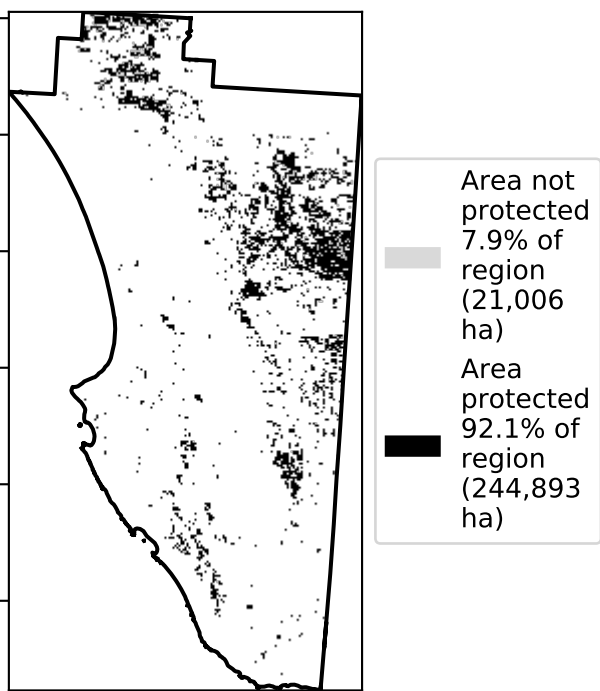 Area not
protected
7.9% of
region
(21,006
ha)
Area
protected
92.1% of
region
(244,893
ha)